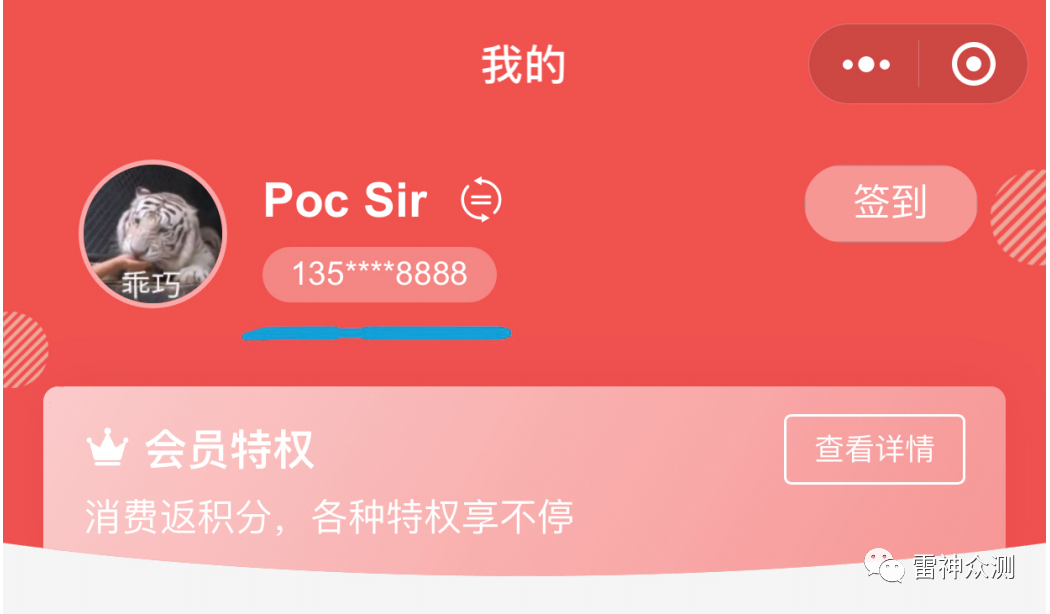 我的
Poc Sir
签到
135****8888
乖巧
会员特权
查看详情
消费返积分，各种特权享不停
雷神众测